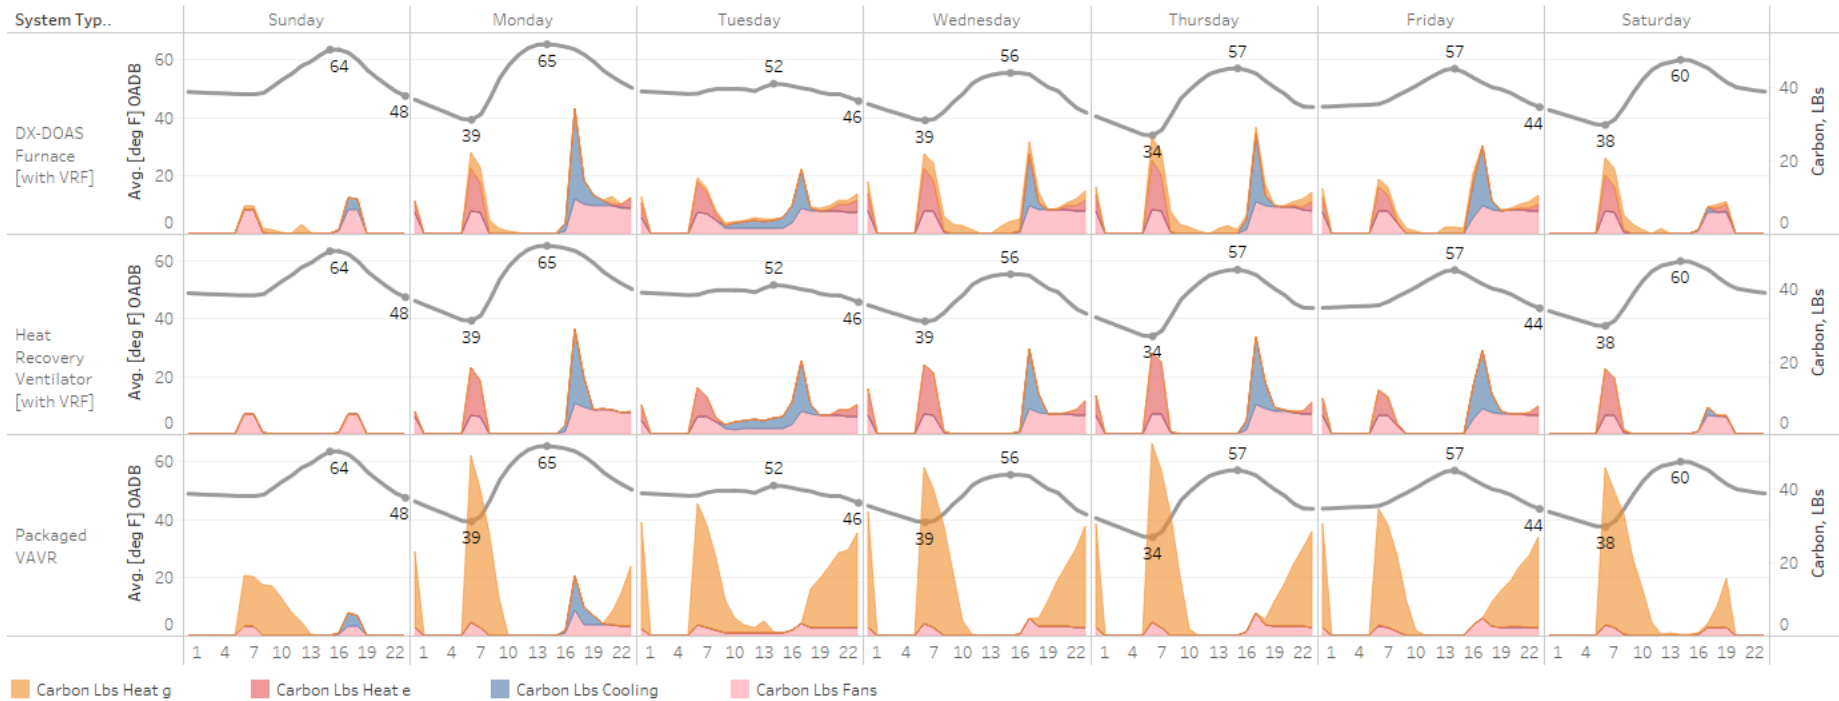 System Typ.. Sunday Monday Tuesday Wednesday Thursday Friday Saturday
DX-DOAS
Furnace
[with VRF]
Avg. [deg F] OADB
60
40
20
0
64 48 39 65 52 46 39 56 34 57 57 44 38 60
40
20
0
Carbon, LBs
Heat
Recovery
Ventilator
[with VRF]
Avg. [deg F] OADB
60
40
20
0
64 48 39 65 52 46 39 56 34 57 57 44 38 60
40
20
0
Carbon, LBs
Packaged
VAVR
Avg. [deg F] OADB
60
40
20
0
64 48 39 65 52 46 39 56 34 57 57 44 38 60
40
20
0
Carbon, LBs
1 4 7 10 13 16 19 22 1 4 7 10 13 16 19 22 1 4 7 10 13 16 19 22 1 4 7 10 13 16 19 22 1 4 7 10 13 16 19 22 1 4 7 10 13 16 19 22 1 4 7 10 13 16 19 22
Carbon Lbs Heat g Carbon Lbs Heat e Carbon Lbs Cooling Carbon Lbs Fans